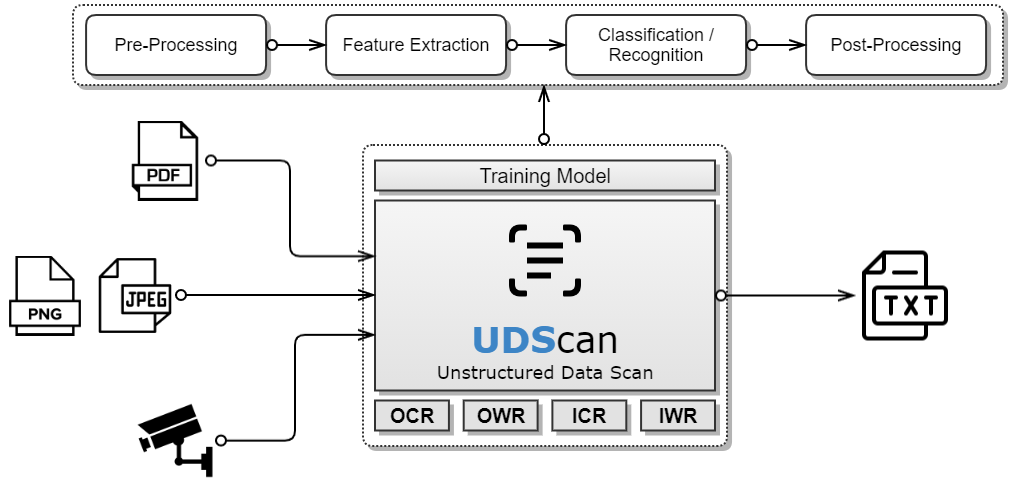 Pre-Processing
Feature Extraction
Classification /
Recognition
Post-Processing
PDF
Training Model
PNG
JPEG
UDScan
Unstructured Data Scan
TXT
OCR
OWR
ICR
IWR